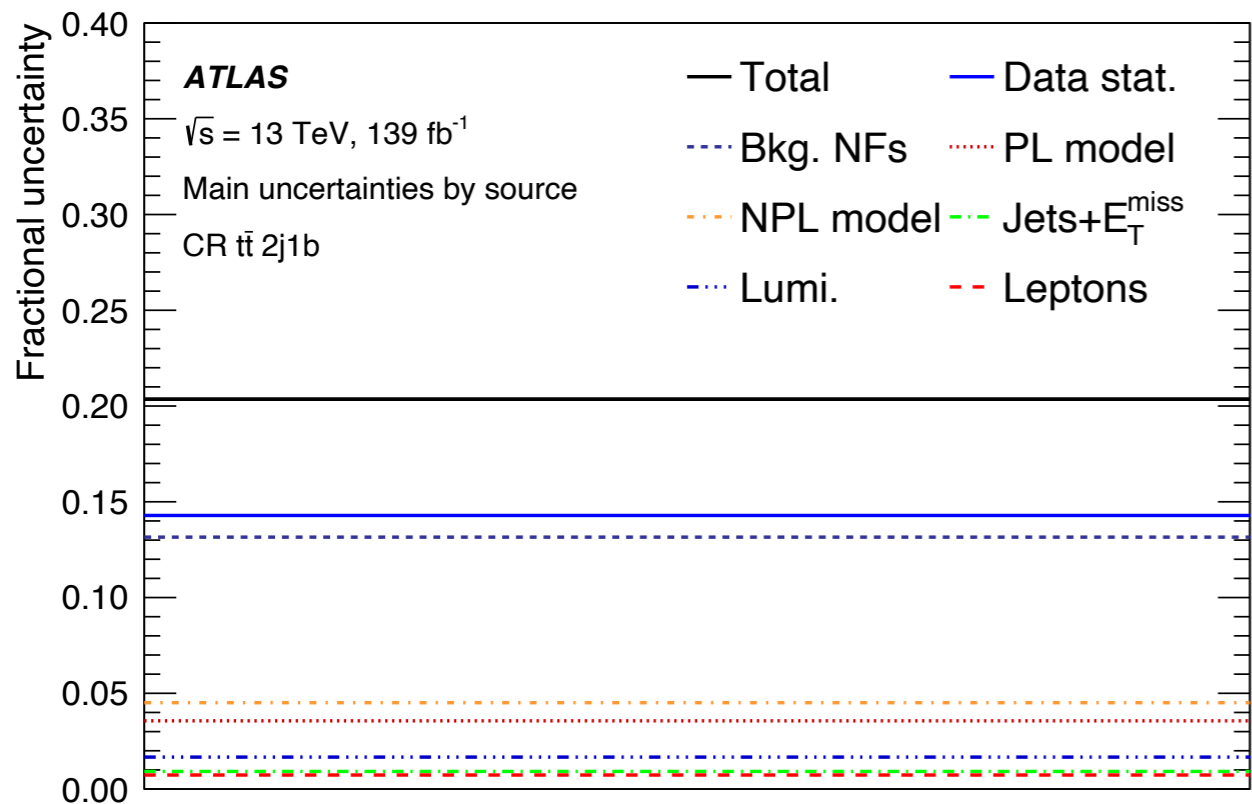 Fractional uncertainty
0.40
0.35
0.30
0.25
0.20
0.15
0.10
0.05
0.00
ATLAS
√s = 13 TeV, 139 fb⁻¹
Main uncertainties by source
CR tt̄ 2j1b
Total
Data stat.
Bkg. NFs
PL model
NPL model
Jets+E_T^miss
Lumi.
Leptons